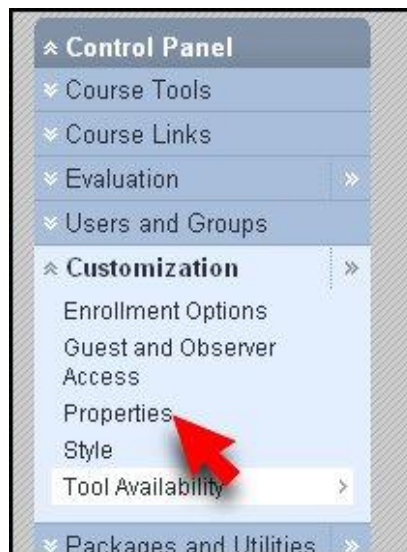 Control Panel
Course Tools
Course Links
Evaluation
Users and Groups
Customization
Enrollment Options
Guest and Observer
Access
Properties
Style
Tool Availability
Packages and Utilities